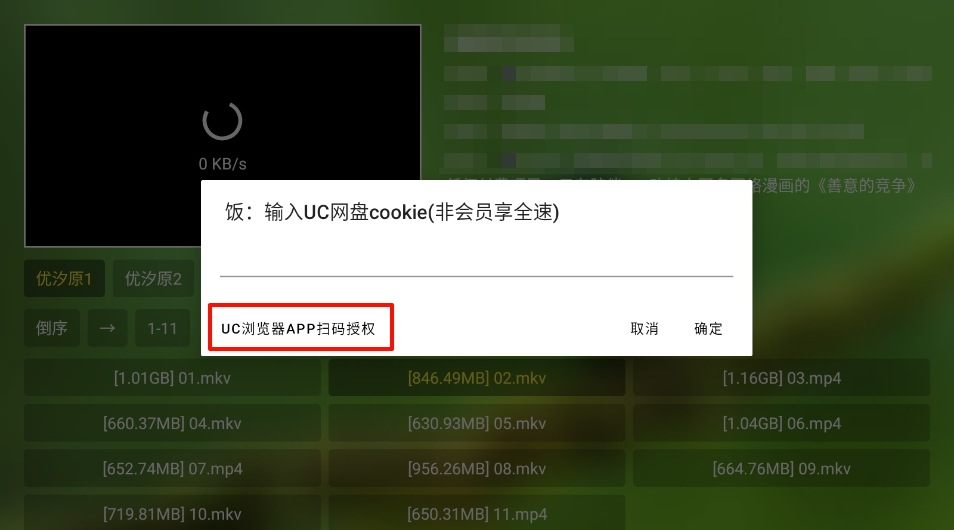 0 KB/s
络漫画的《善意的竞争》
饭：输入UC网盘cookie(非会员享全速)
UC浏览器APP扫码授权
取消
确定
优汐原1
优汐原2
倒序
→
1-11
[1.01GB] 01.mkv
[846.49MB] 02.mkv
[1.16GB] 03.mp4
[660.37MB] 04.mkv
[630.93MB] 05.mkv
[1.04GB] 06.mp4
[652.74MB] 07.mp4
[956.26MB] 08.mkv
[664.76MB] 09.mkv
[719.81MB] 10.mkv
[650.31MB] 11.mp4